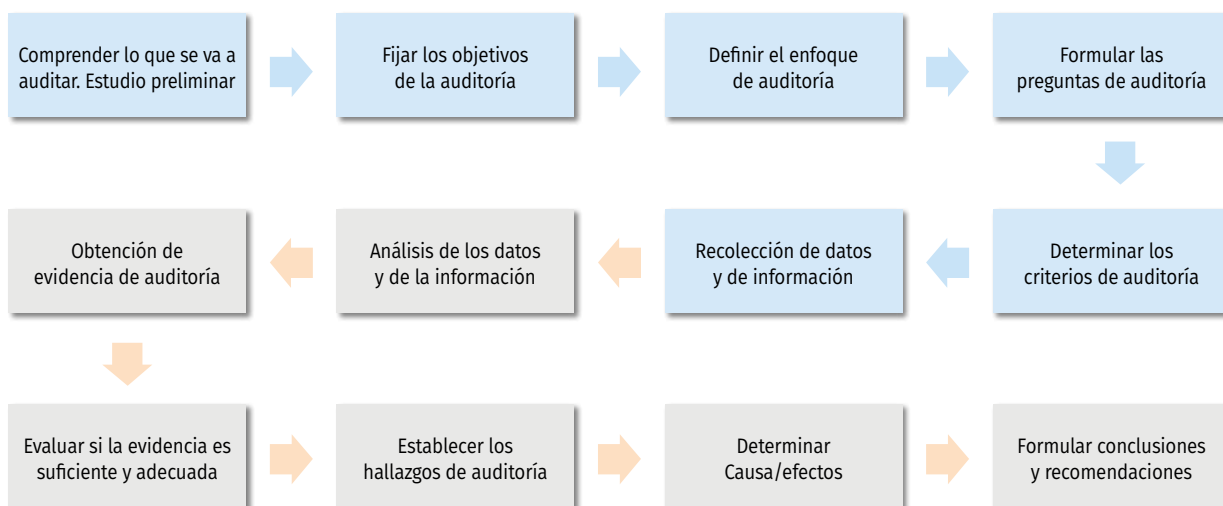 Comprender lo que se va a
auditar. Estudio preliminar
Fijar los objetivos
de la auditoría
Definir el enfoque
de auditoría
Formular las
preguntas de auditoría
Determinar los
criterios de auditoría
Recolección de datos
y de información
Análisis de los datos
y de la información
Obtención de
evidencia de auditoría
Evaluar si la evidencia es
suficiente y adecuada
Establecer los
hallazgos de auditoría
Determinar
Causa/efectos
Formular conclusiones
y recomendaciones